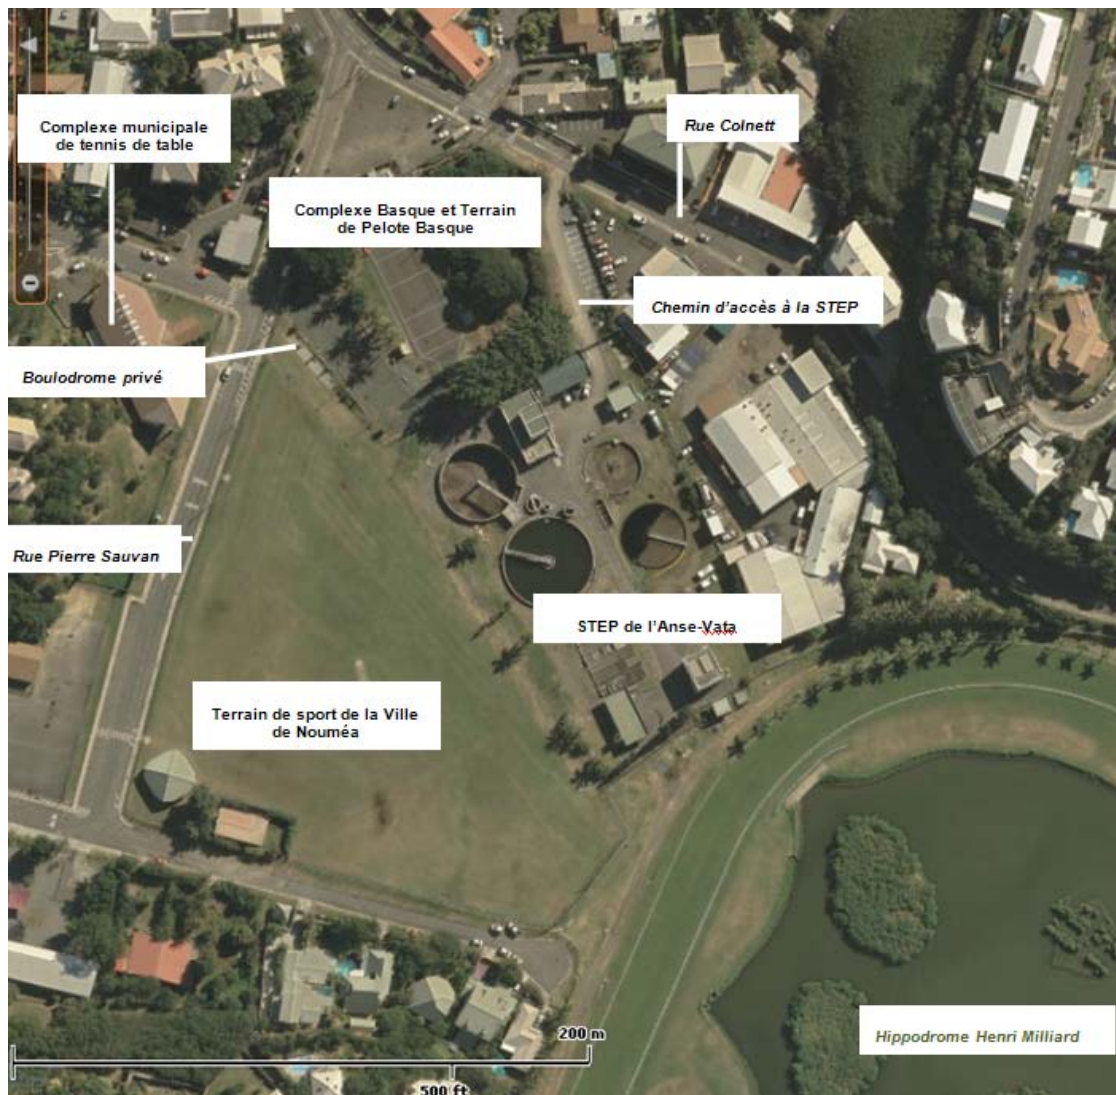 Complexe municipale
de tennis de table
Rue Colnett
Complexe Basque et Terrain
de Pelote Basque
Chemin d'accès à la STEP
Boulodrome privé
Rue Pierre Sauvan
STEP de l'Anse-Vata
Terrain de sport de la Ville
de Nouméa
Hippodrome Henri Milliard
200 m
500 ft